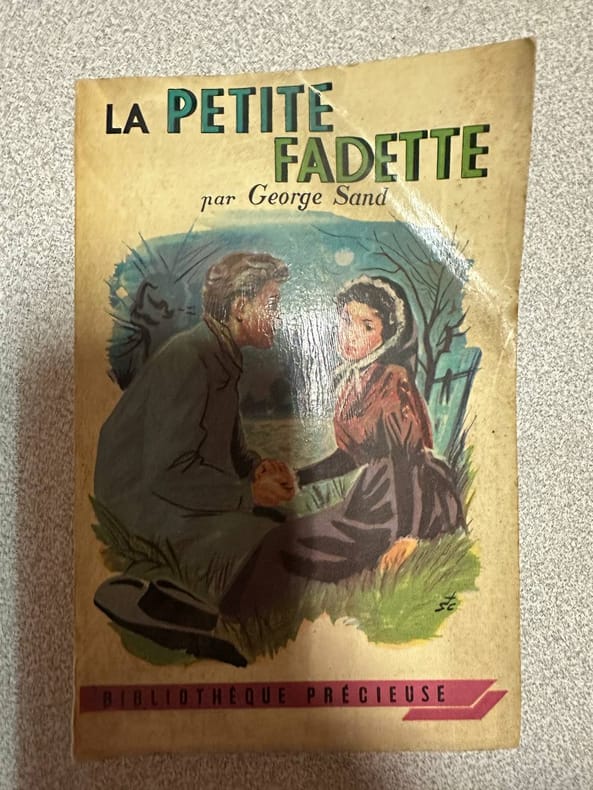 LA PETITE
FADETTE
par George Sand
BIBLIOTHÈQUE PRÉCIEUSE